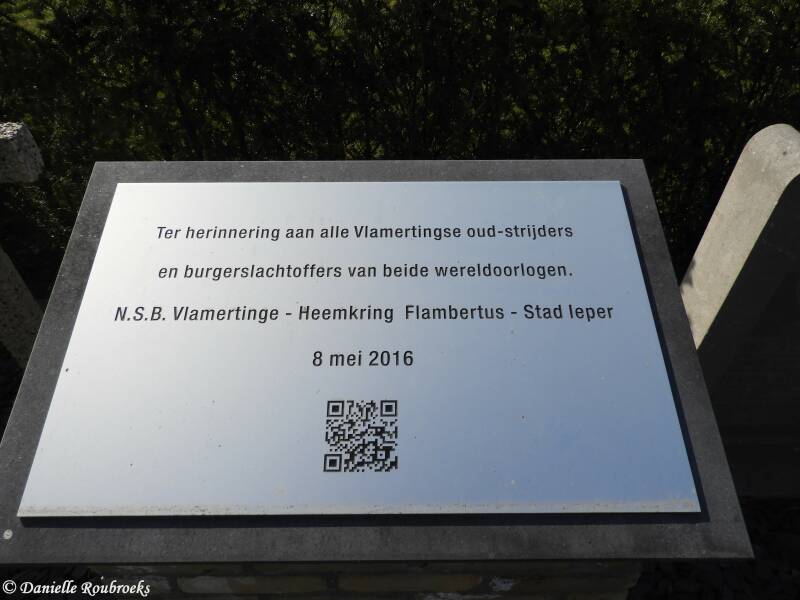 Ter herinnering aan alle Vlamertingse oud-strijders
en burgerslachtoffers van beide wereldoorlogen.
N.S.B. Vlamertinge - Heemkring Flambertus - Stad Ieper
8 mei 2016
© Danielle Roubroeks